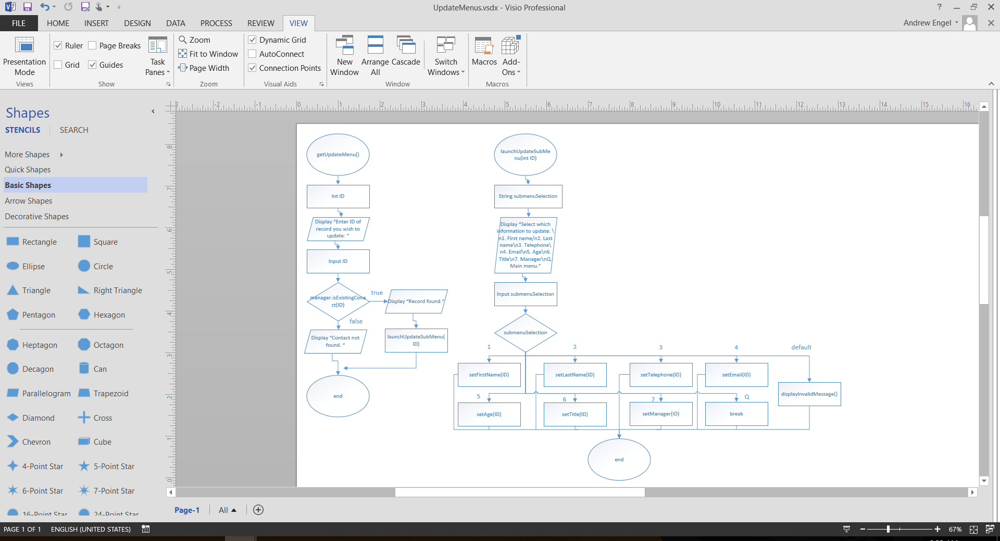 UpdateMenus.vsdx - Visio Professional
?
FILE HOME INSERT DESIGN DATA PROCESS REVIEW VIEW
Andrew Engel
Presentation
Mode
Views
Ruler
Page Breaks
Grid
Guides
Task
Panes
Show
Zoom
Fit to Window
Page Width
Zoom
Dynamic Grid
AutoConnect
Connection Points
Visual Aids
New
Window
Arrange
All
Cascade
Switch
Windows
Window
Macros
Add-
Ons
Macros
Shapes
STENCILS
SEARCH
More Shapes
Quick Shapes
Basic Shapes
Arrow Shapes
Decorative Shapes
Rectangle Square
Ellipse Circle
Triangle Right Triangle
Pentagon Hexagon
Heptagon Octagon
Decagon Can
Parallelogram Trapezoid
Diamond Cross
Chevron Cube
4-Point Star 5-Point Star
6-Point Star 7-Point Star
16-Point Star 24-Point Star
3 -2 -1 0 1 2 3 4 5 6 7 8 9 10 11 12 13 14 15 16
8
7
6
5
4
3
2
1
0
getUpdateMenu()
Int ID
Display “Enter ID of
record you wish to
update: “
Input ID
manager.isExistingCona
ct(ID)
true
false
Display “Record found.”
launchUpdateSubMenu(
ID)
Display “Contact not
found. “
end
launchUpdateSubMe
nu(int ID)
String submenuSelection
Display “Select which
information to update: \
n1. First name/n2. Last
name\n3. Telephone\
n4. Email\n5. Age\n6.
Title\n7. Manager\nQ.
Main menu.”
Input submenuSelection
submenuSelection
1 2 3 4 default
setFirstName(ID)
setLastName(ID)
setTelephone(ID)
setEmail(ID)
displayInvalidMessage()
5 6 7 Q
setAge(ID)
setTitle(ID)
setManager(ID)
break
end
Page-1
All
PAGE 1 OF 1
ENGLISH (UNITED STATES)
67%